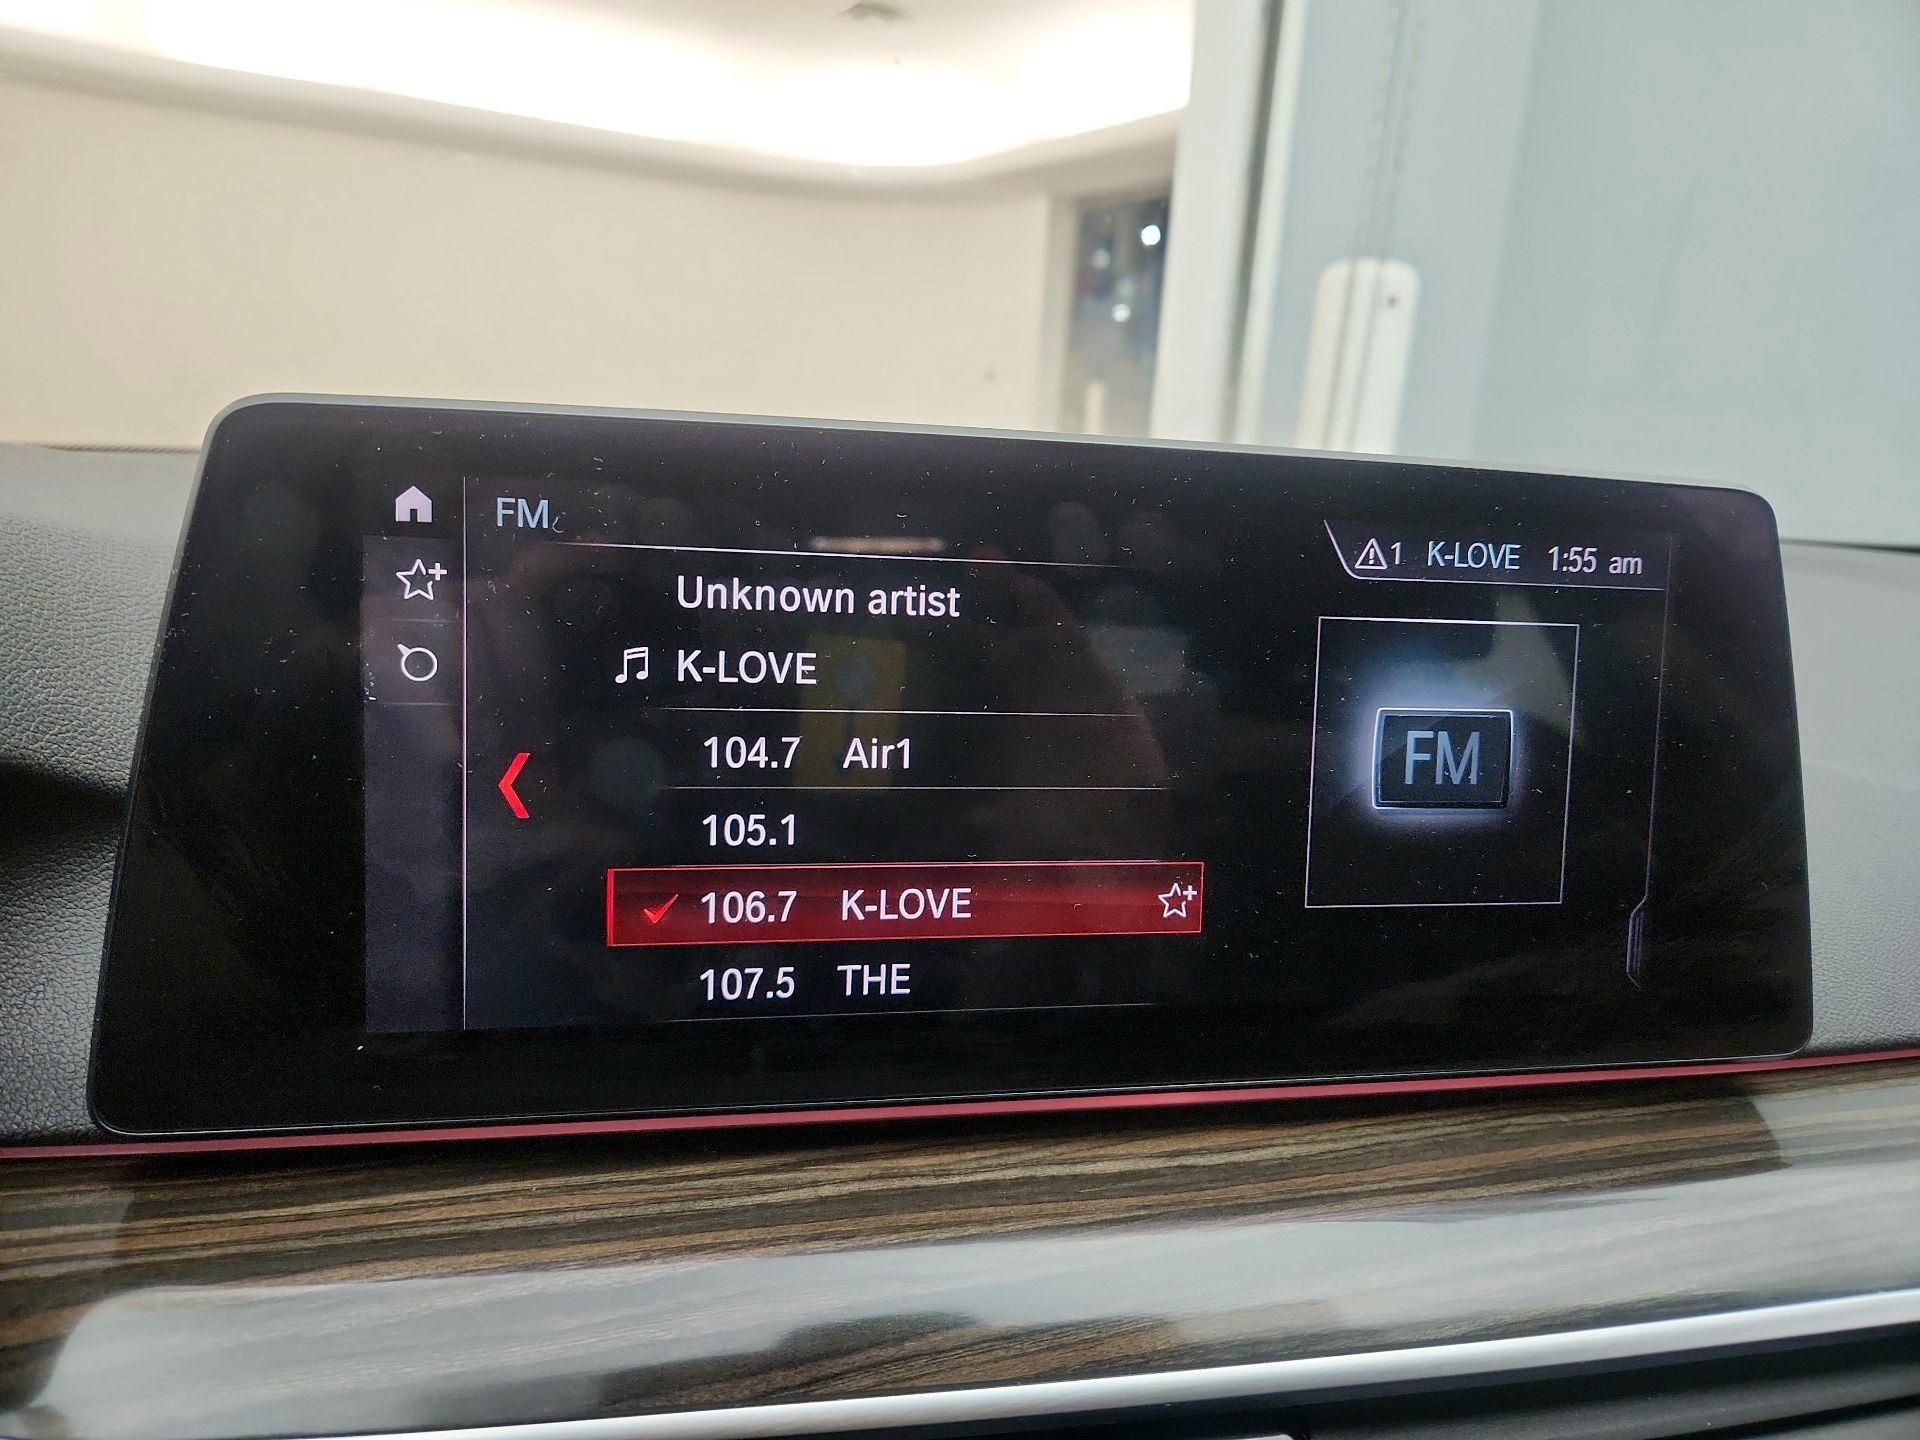 FM
1 K-LOVE 1:55 am
Unknown artist
K-LOVE
104.7 Air1
105.1
106.7 K-LOVE
107.5 THE
FM